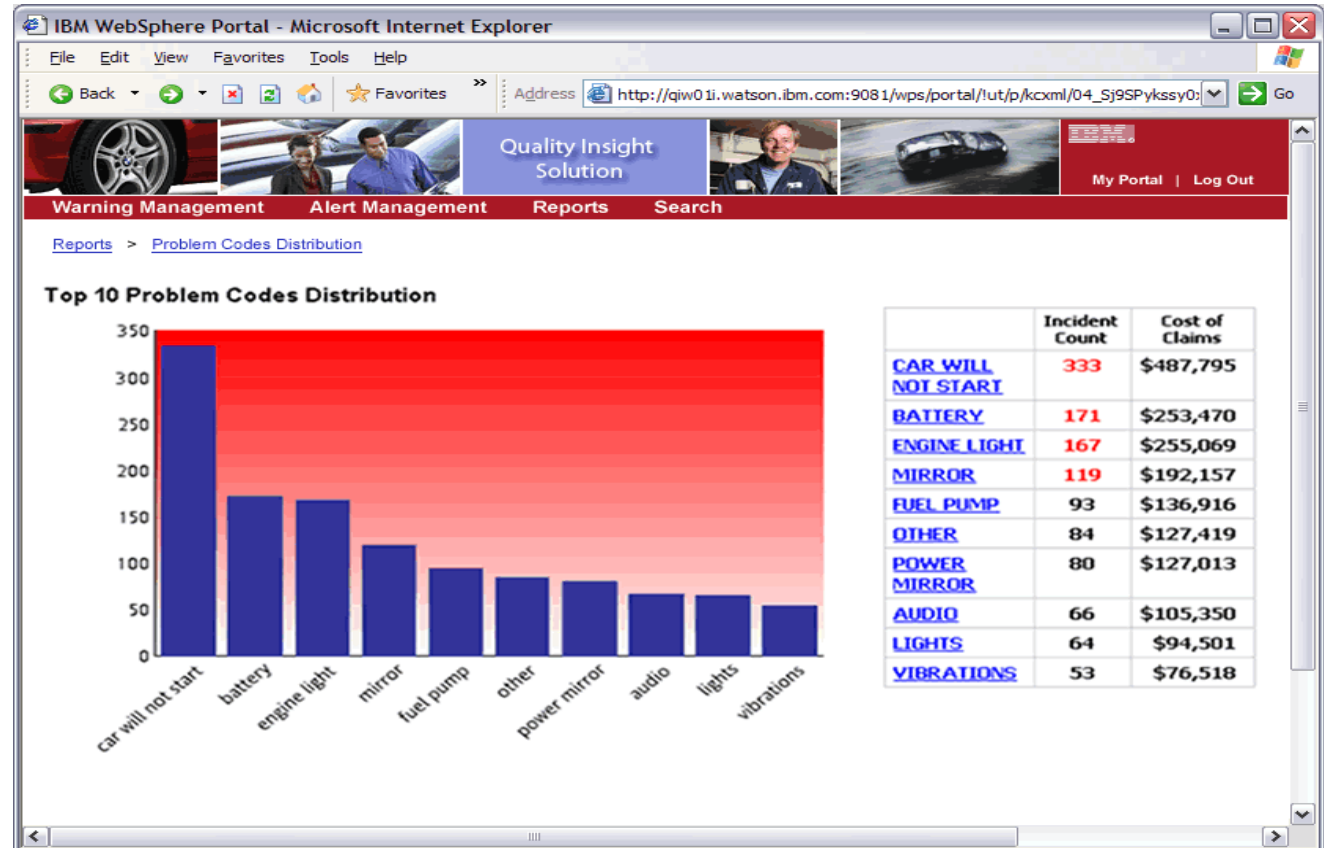 IBM WebSphere Portal - Microsoft Internet Explorer
File Edit View Favorites Tools Help
Back Favorites » Address http://qiw01i.watson.ibm.com:9081/wps/portal/!ut/p/kcxml/04_Sj9SPykssy0: Go
Quality Insight
Solution
IBM.
My Portal | Log Out
Warning Management Alert Management Reports Search
Reports > Problem Codes Distribution
Top 10 Problem Codes Distribution
350
300
250
200
150
100
50
0
car will not start
battery
engine light
mirror
fuel pump
other
power mirror
audio
lights
vibrations
Incident Cost of
Count Claims
CAR WILL 333 $487,795
NOT START
BATTERY 171 $253,470
ENGINE LIGHT 167 $255,069
MIRROR 119 $192,157
FUEL PUMP 93 $136,916
OTHER 84 $127,419
POWER 80 $127,013
MIRROR
AUDIO 66 $105,350
LIGHTS 64 $94,501
VIBRATIONS 53 $76,518